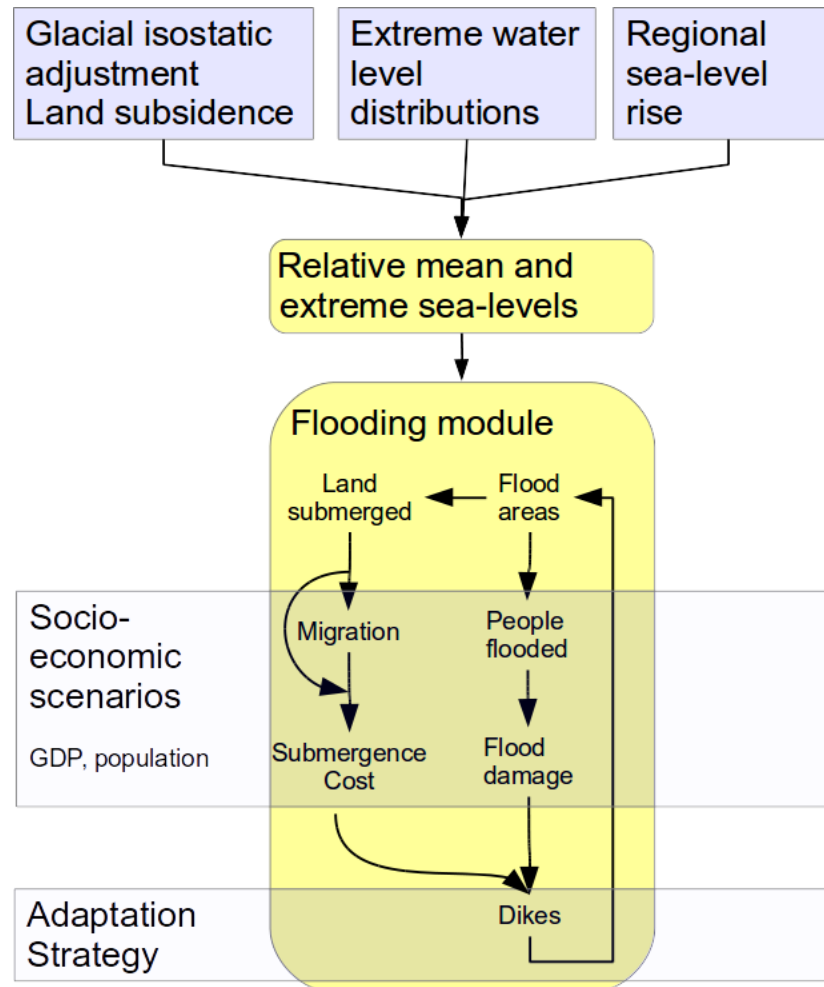 Glacial isostatic
adjustment
Land subsidence
Extreme water
level
distributions
Regional
sea-level
rise
Relative mean and
extreme sea-levels
Flooding module
Land
submerged
Flood
areas
Socio-
economic
scenarios
GDP, population
Migration
People
flooded
Submergence
Cost
Flood
damage
Adaptation
Strategy
Dikes